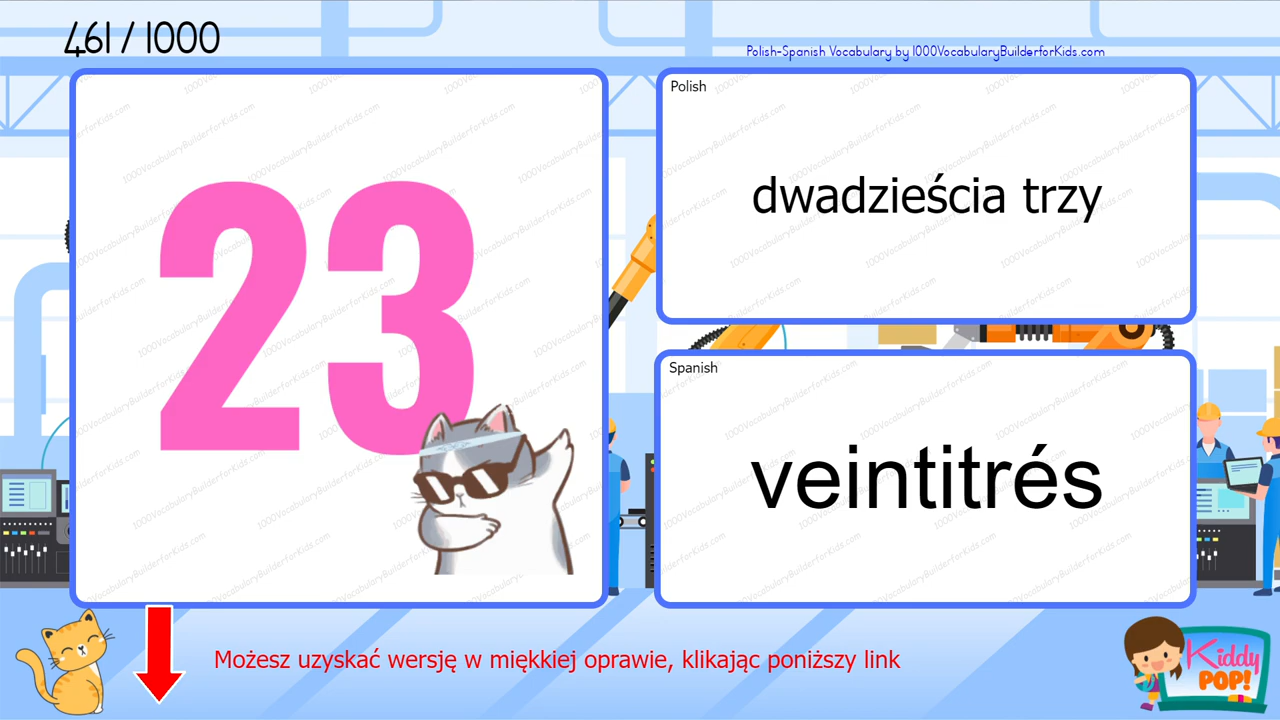 461 / 1000
Polish-Spanish Vocabulary by 1000VocabularyBuilderforKids.com
23
Polish
dwadzieścia trzy
Spanish
veintitrés
Możesz uzyskać wersję w miękkiej oprawie, klikając poniższy link
Kiddy
POP!